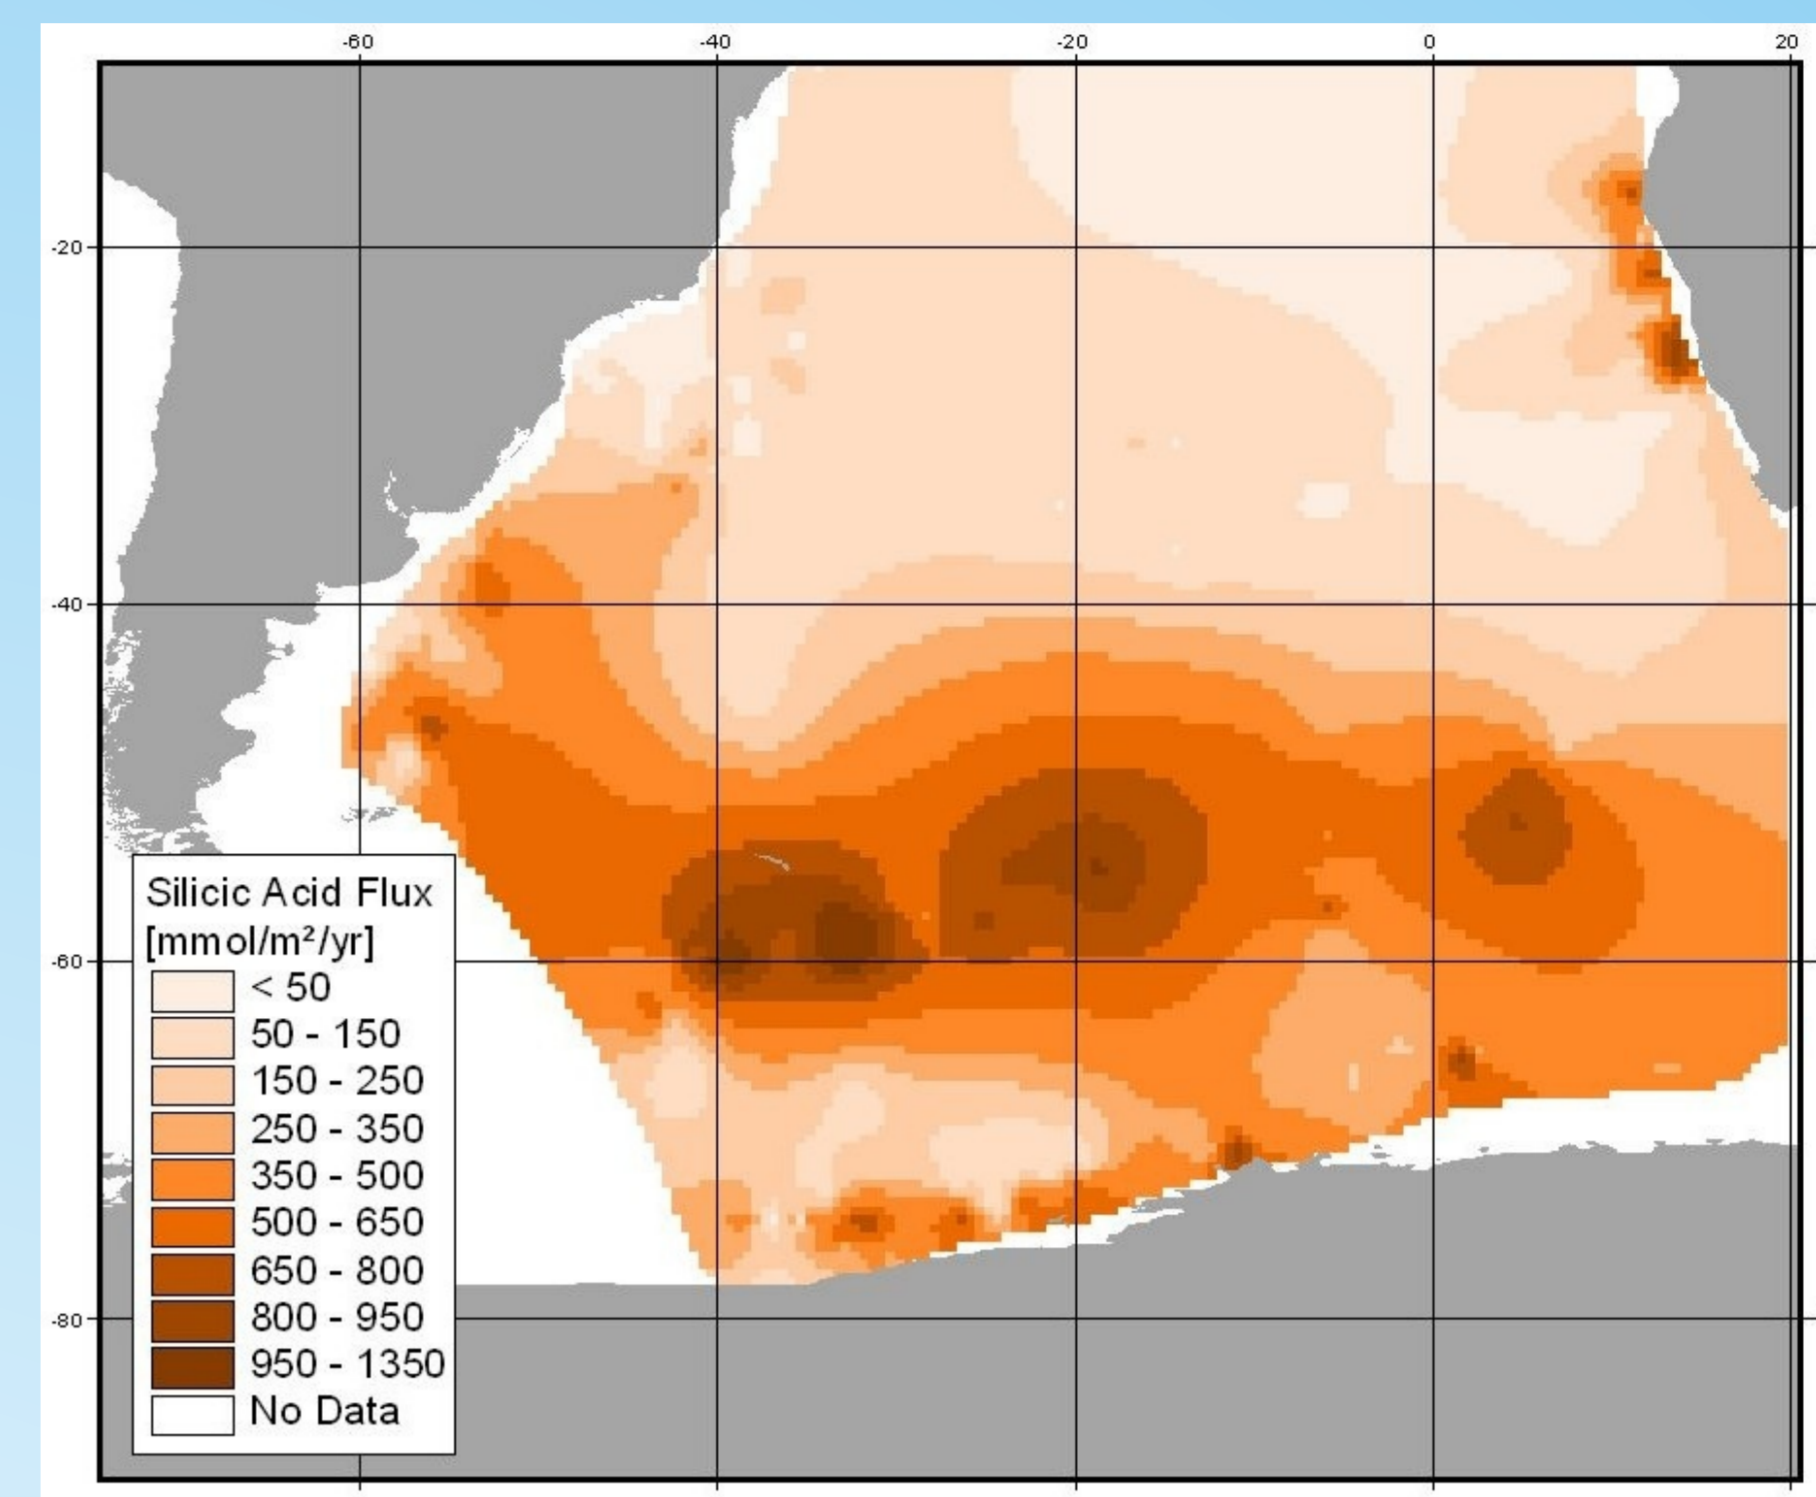 -60 -40 -20 0 20
-20
-40
-60
-80
Silicic Acid Flux
[mmol/m²/yr]
< 50
50 - 150
150 - 250
250 - 350
350 - 500
500 - 650
650 - 800
800 - 950
950 - 1350
No Data